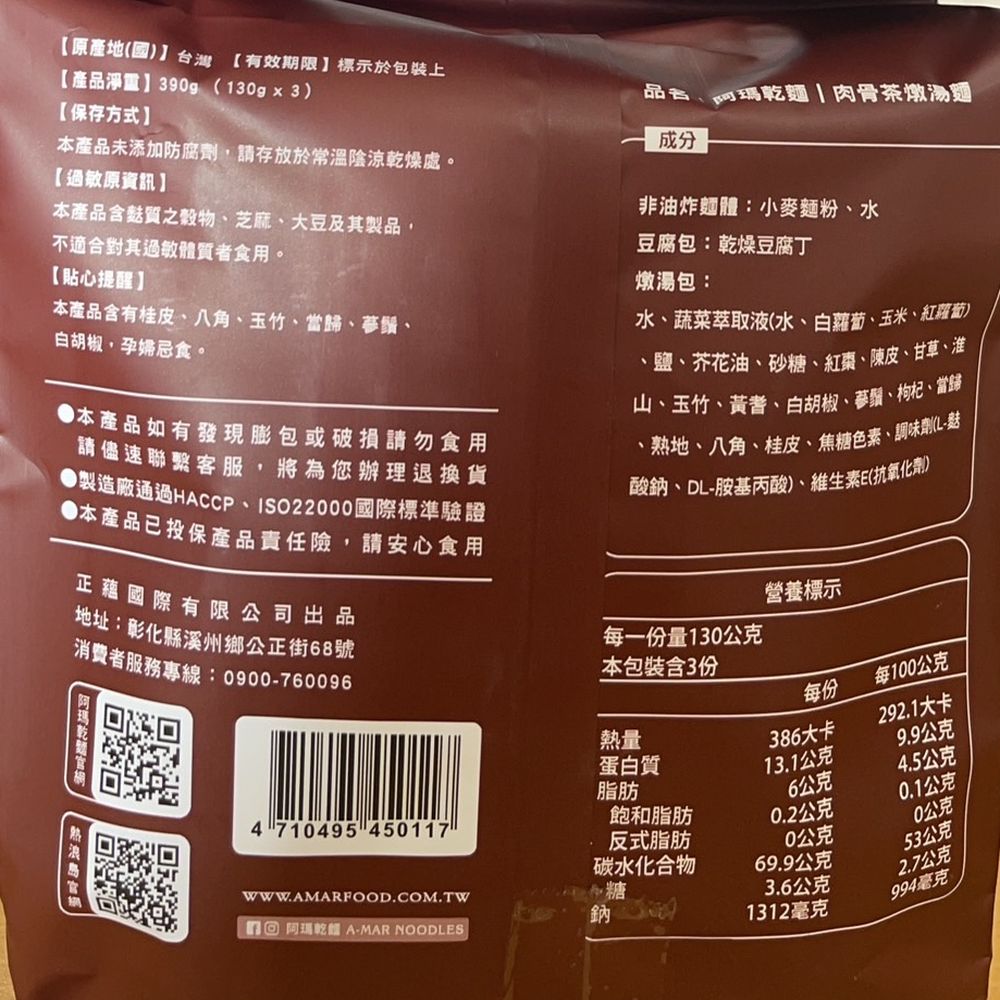 【原產地(國)】台灣 【有效期限】標示於包裝上
【產品淨重】390g（130g x 3）
【保存方式】
本產品未添加防腐劑，請存放於常溫陰涼乾燥處。
【過敏原資訊】
本產品含麩質之穀物、芝麻、大豆及其製品，
不適合對其過敏體質者食用。
【貼心提醒】
本產品含有桂皮、八角、玉竹、當歸、蔘鬚、
白胡椒，孕婦忌食。
●本產品如有發現膨包或破損請勿食用
請儘速聯繫客服，將為您辦理退換貨
●製造廠通過HACCP、ISO22000國際標準驗證
●本產品已投保產品責任險，請安心食用
正蘊國際有限公司出品
地址：彰化縣溪州鄉公正街68號
消費者服務專線：0900-760096
阿瑪乾麵官網
熱浪島官網
4 710495 450117
WWW.AMARFOOD.COM.TW
阿瑪乾麵 A-MAR NOODLES
品名：阿瑪乾麵 | 肉骨茶燉湯麵
成分
非油炸麵體：小麥麵粉、水
豆腐包：乾燥豆腐丁
燉湯包：
水、蔬菜萃取液(水、白蘿蔔、玉米、紅蘿蔔)
、鹽、芥花油、砂糖、紅棗、陳皮、甘草、淮
山、玉竹、黃耆、白胡椒、蔘鬚、枸杞、當歸
、熟地、八角、桂皮、焦糖色素、調味劑(L-麩
酸鈉、DL-胺基丙酸)、維生素E(抗氧化劑)
營養標示
每一份量130公克
本包裝含3份
每份 每100公克
熱量 386大卡 292.1大卡
蛋白質 13.1公克 9.9公克
脂肪 6公克 4.5公克
飽和脂肪 0.2公克 0.1公克
反式脂肪 0公克 0公克
碳水化合物 69.9公克 53公克
糖 3.6公克 2.7公克
鈉 1312毫克 994毫克